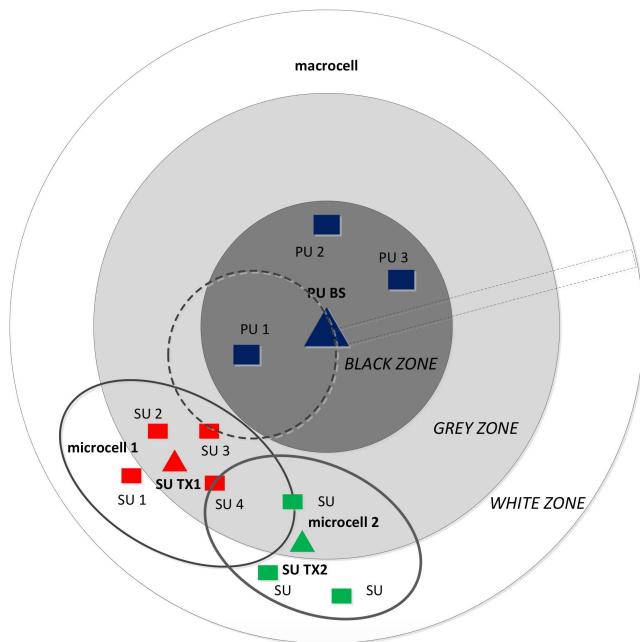 macrocell
PU 2
PU 3
PU BS
PU 1
BLACK ZONE
SU 2
GREY ZONE
microcell 1
SU 3
SU TX1
SU 1
SU 4
SU
WHITE ZONE
microcell 2
SU TX2
SU
SU